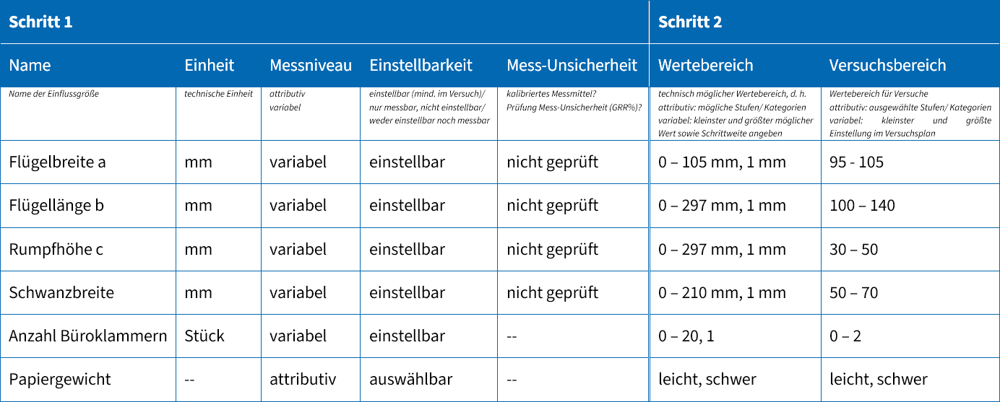 Schritt 1 Schritt 2
Name Einheit Messniveau Einstellbarkeit Mess-Unsicherheit Wertebereich Versuchsbereich
Name der Einflussgröße technische Einheit attributiv einstellbar (mind. im Versuch)/ kalibriertes Messmittel? technisch möglicher Wertebereich, d. h. Wertebereich für Versuche
variabel nur messbar, nicht einstellbar/ Prüfung Mess-Unsicherheit (GRR%)? attributiv: mögliche Stufen/ Kategorien attributiv: ausgewählte Stufen/ Kategorien
weder einstellbar noch messbar variabel: kleinster und größter möglicher variabel: kleinste und größte
Wert sowie Schrittweite angeben Einstellung im Versuchsplan
Flügelbreite a mm variabel einstellbar nicht geprüft 0 – 105 mm, 1 mm 95 - 105
Flügellänge b mm variabel einstellbar nicht geprüft 0 – 297 mm, 1 mm 100 – 140
Rumpfhöhe c mm variabel einstellbar nicht geprüft 0 – 297 mm, 1 mm 30 – 50
Schwanzbreite mm variabel einstellbar nicht geprüft 0 – 210 mm, 1 mm 50 – 70
Anzahl Büroklammern Stück variabel einstellbar -- 0 – 20, 1 0 – 2
Papiergewicht -- attributiv auswählbar -- leicht, schwer leicht, schwer